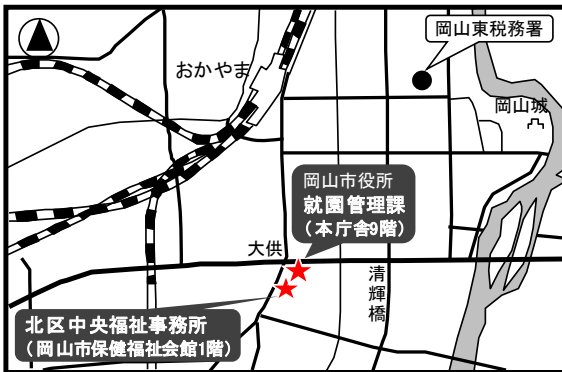 岡山東税務署
おかやま
岡山城
岡山市役所
就園管理課
（本庁舎9階）
大供
清輝橋
北区中央福祉事務所
（岡山市保健福祉会館1階）